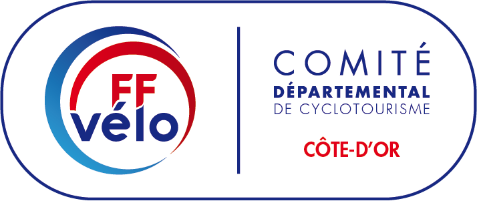 FF
vélo
COMITÉ
DÉPARTEMENTAL
DE CYCLOTOURISME
CÔTE-D'OR